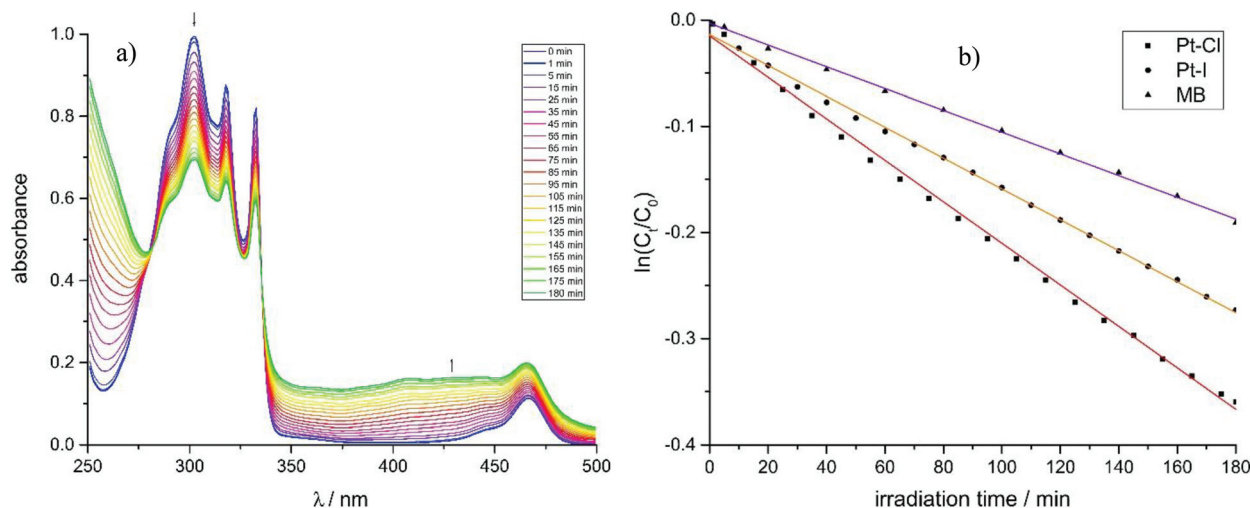 a)
↓
↑
1.0
0.8
0.6
0.4
0.2
0.0
absorbance
250
300
350
400
450
500
λ / nm
0 min
1 min
5 min
15 min
25 min
35 min
45 min
55 min
65 min
75 min
85 min
95 min
105 min
115 min
125 min
135 min
145 min
155 min
165 min
175 min
180 min
b)
0.0
-0.1
-0.2
-0.3
-0.4
ln(Cₜ/C₀)
0
20
40
60
80
100
120
140
160
180
irradiation time / min
Pt-Cl
Pt-I
MB